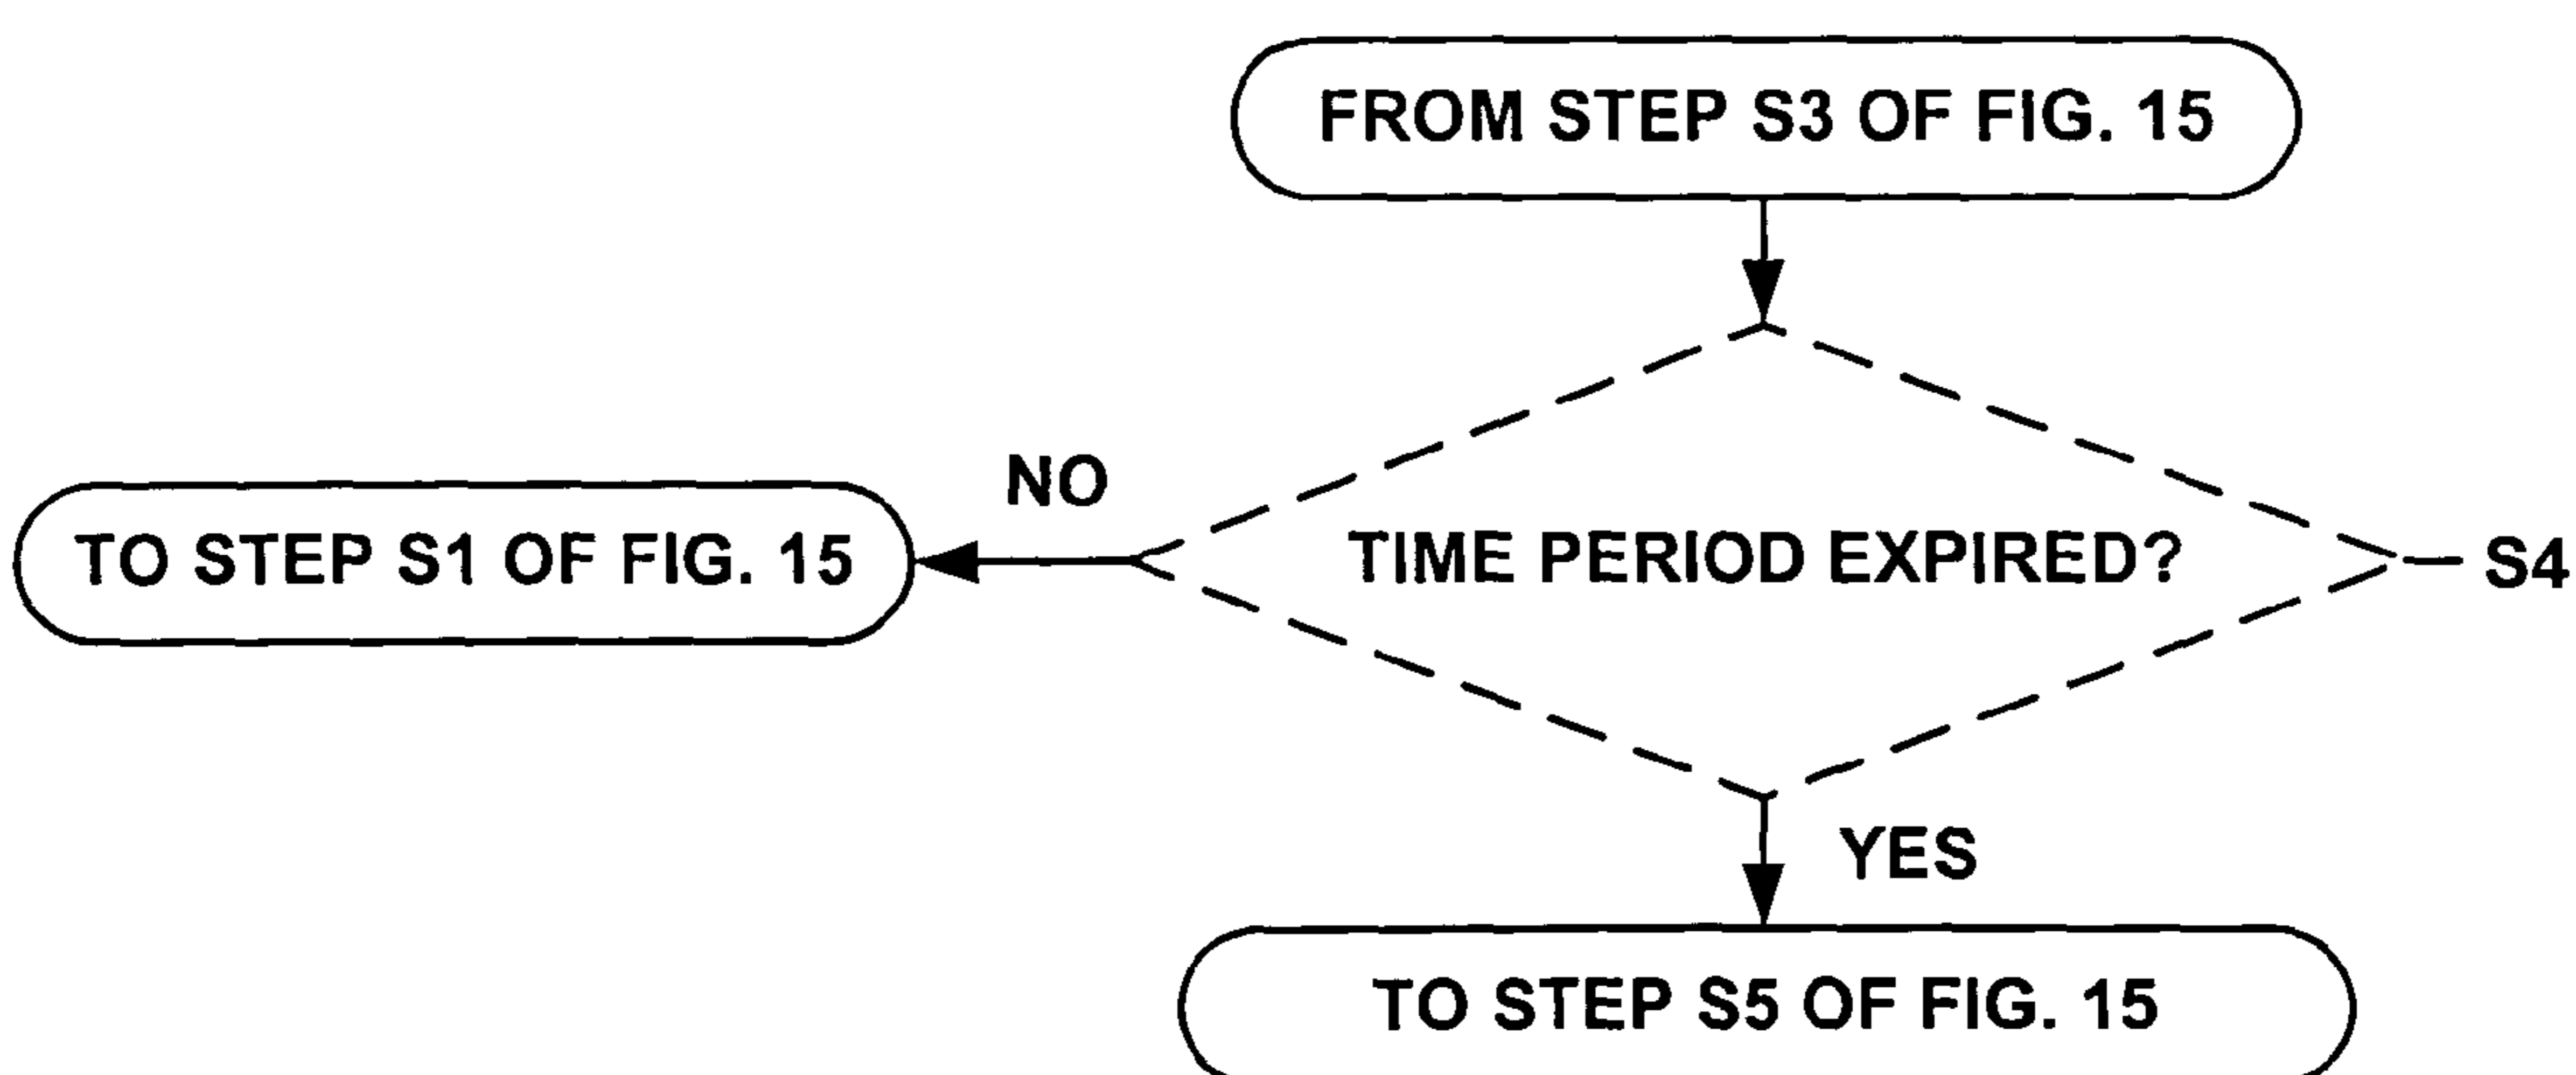 FROM STEP S3 OF FIG. 15
NO
TO STEP S1 OF FIG. 15
TIME PERIOD EXPIRED?
S4
YES
TO STEP S5 OF FIG. 15